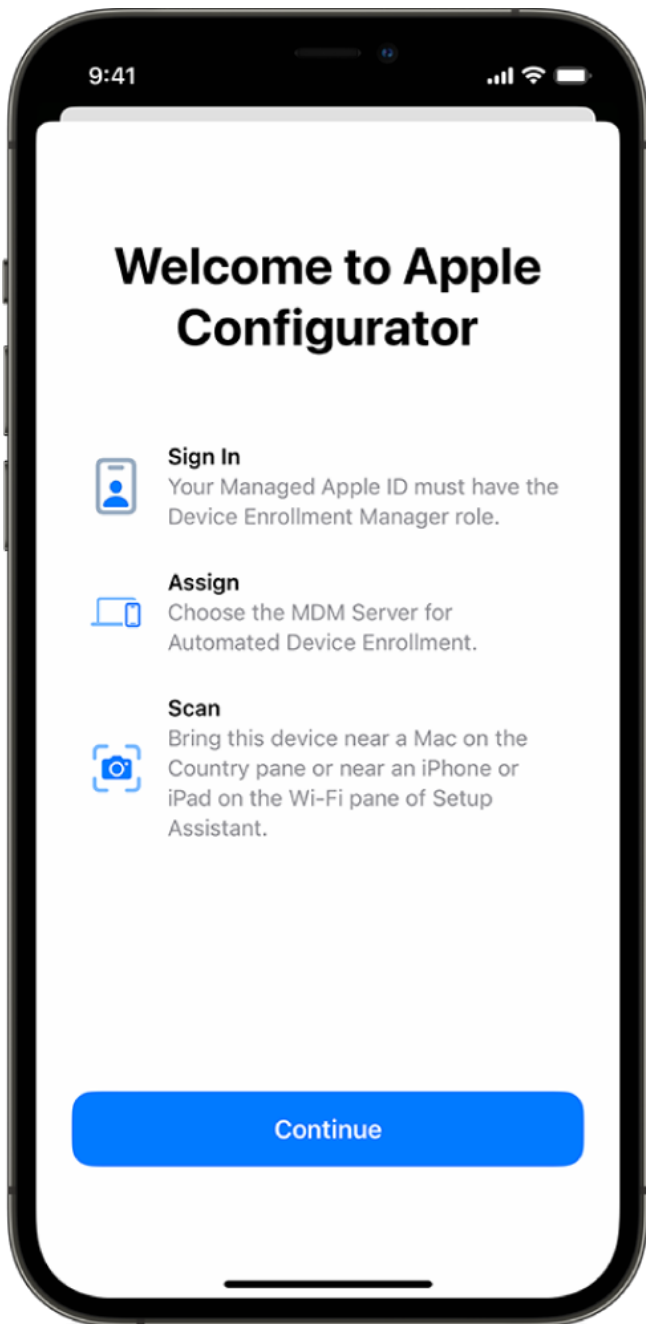 9:41
Welcome to Apple
Configurator
Sign In
Your Managed Apple ID must have the
Device Enrollment Manager role.
Assign
Choose the MDM Server for
Automated Device Enrollment.
Scan
Bring this device near a Mac on the
Country pane or near an iPhone or
iPad on the Wi-Fi pane of Setup
Assistant.
Continue